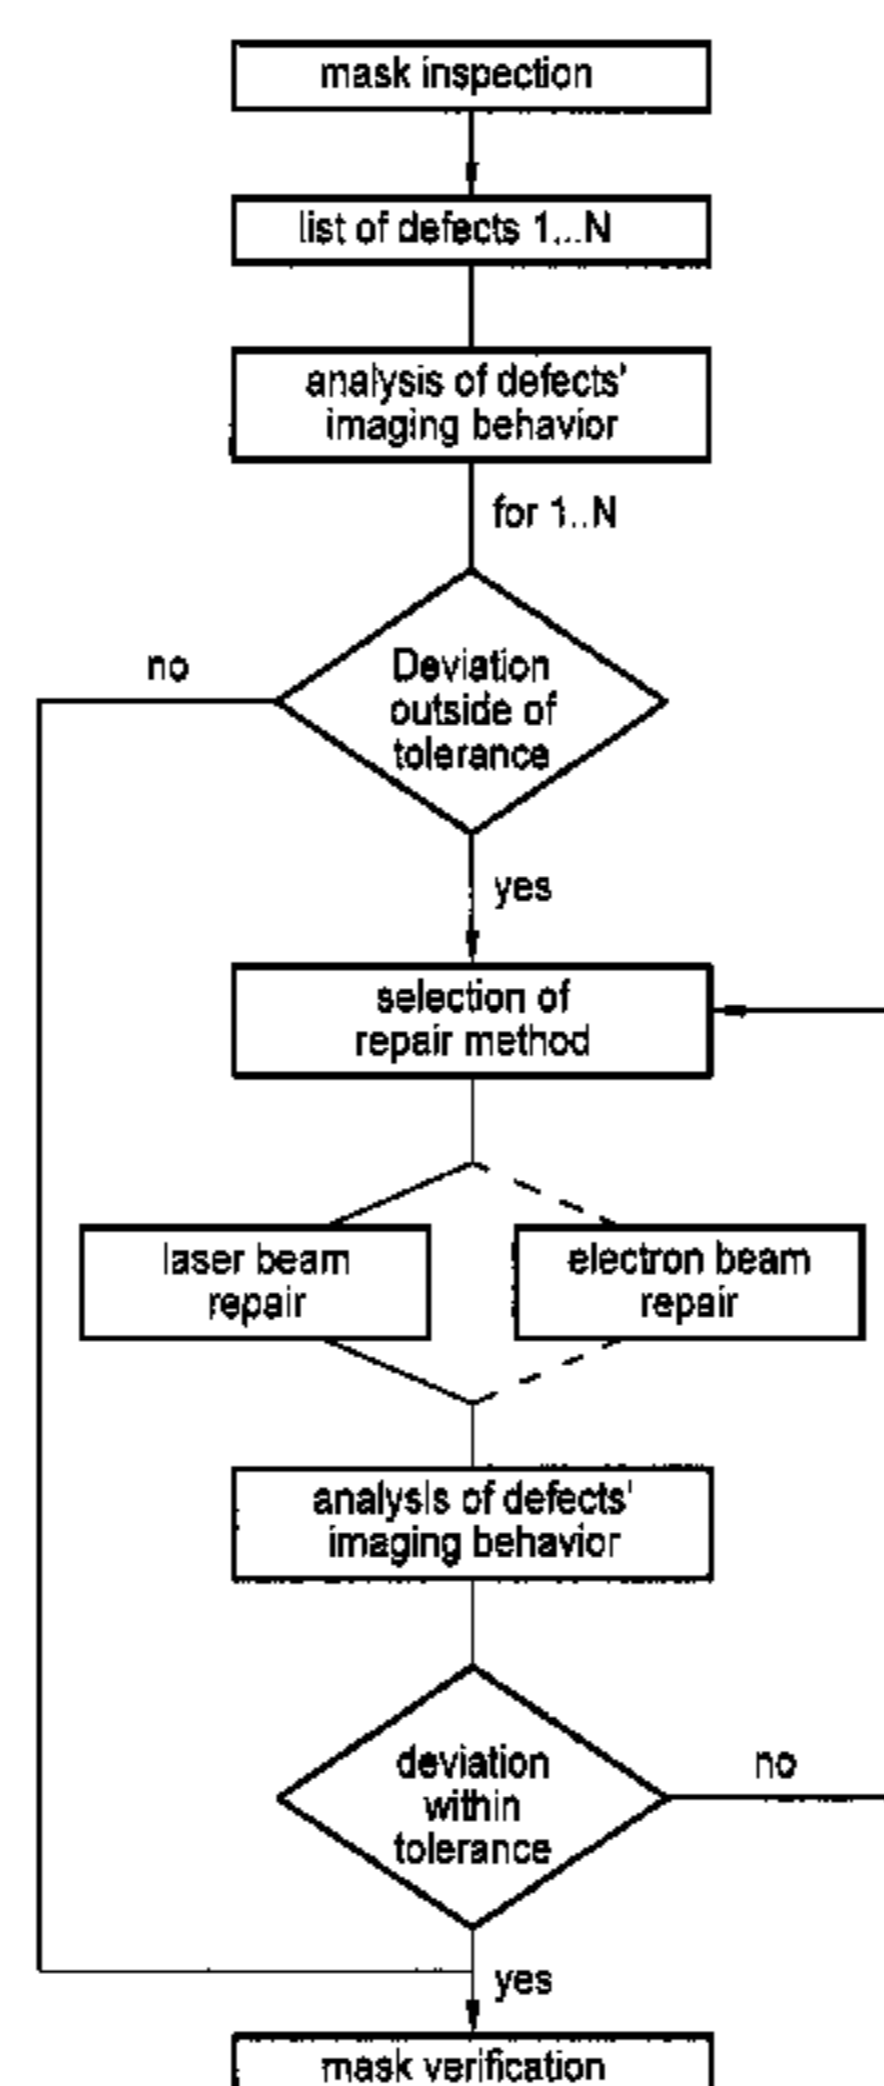 mask inspection
list of defects 1...N
analysis of defects'
imaging behavior
for 1..N
no
Deviation
outside of
tolerance
yes
selection of
repair method
laser beam
repair
electron beam
repair
analysis of defects'
imaging behavior
deviation
within
tolerance
no
yes
mask verification